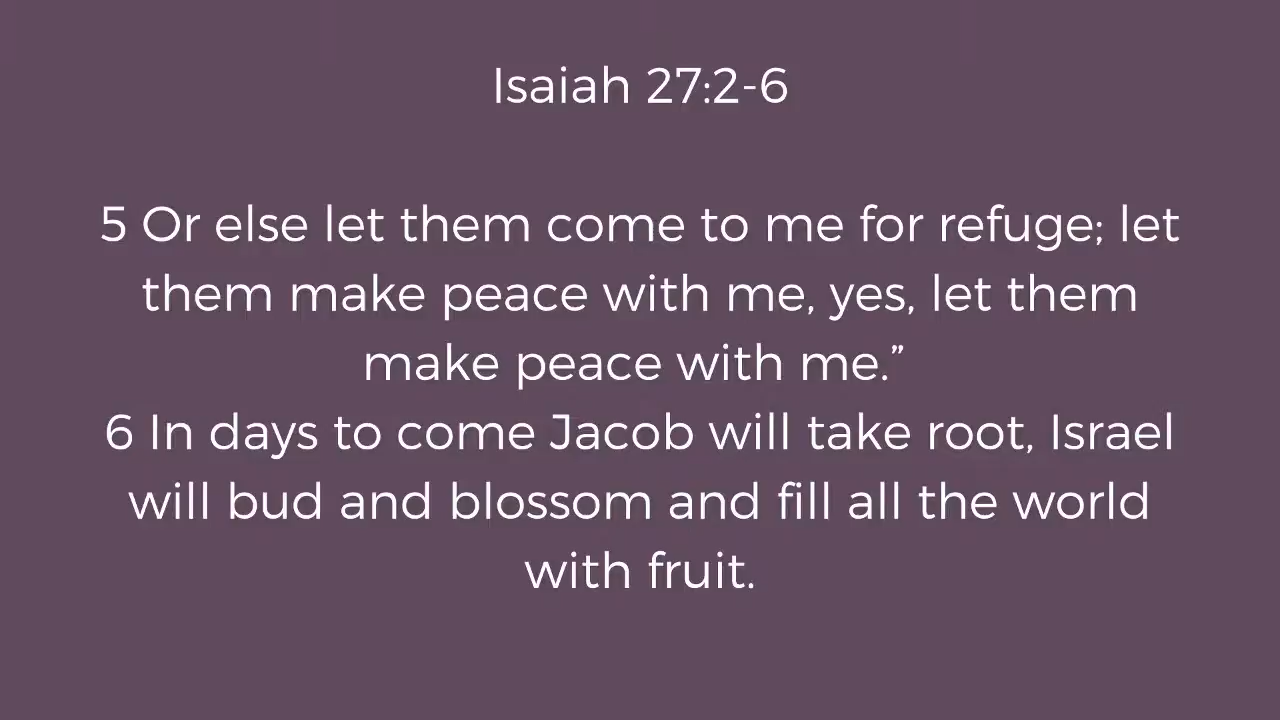 Isaiah 27:2-6
5 Or else let them come to me for refuge; let
them make peace with me, yes, let them
make peace with me.”
6 In days to come Jacob will take root, Israel
will bud and blossom and fill all the world
with fruit.